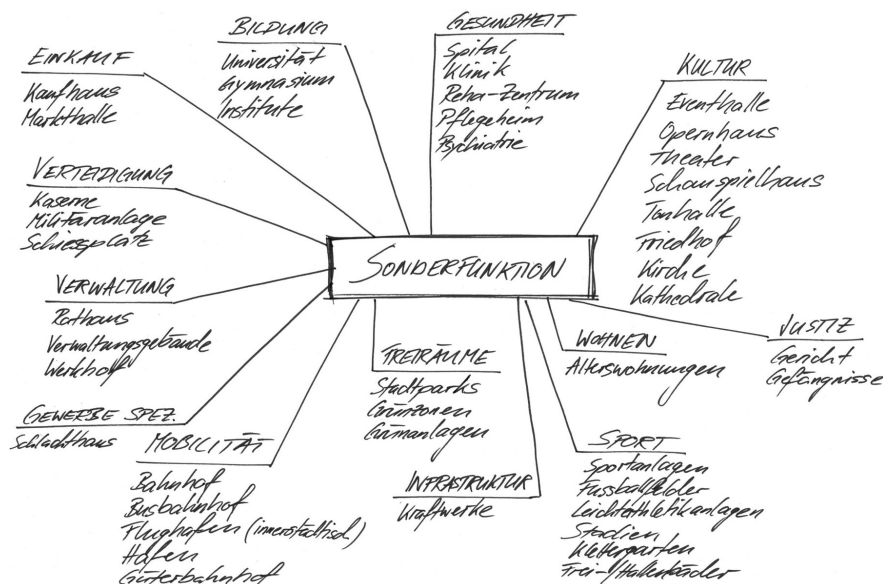 BILDUNG
Universität
Gymnasium
Institute
GESUNDHEIT
Spital
Klinik
Reha-Zentrum
Pflegeheim
Psychiatrie
EINKAUF
Kaufhaus
Markthalle
KULTUR
Eventhalle
Opernhaus
Theater
Schauspielhaus
Tonhalle
Friedhof
Kirche
Kathedrale
VERTEIDIGUNG
Kaserne
Militäranlage
Schiessplatz
SONDERFUNKTION
VERWALTUNG
Rathaus
Verwaltungsgebäude
Werkhof
JUSTIZ
Gericht
Gefängnisse
WOHNEN
Alterswohnungen
FREIRÄUME
Stadtparks
Grünzonen
Grünanlagen
GEWERBE SPEZ.
Schlachthaus
MOBILITÄT
Bahnhof
Busbahnhof
Flughafen (innerstädtisch)
Häfen
Güterbahnhof
INFRASTRUKTUR
Kraftwerke
SPORT
Sportanlagen
Fussballfelder
Leichtathletikanlagen
Stadien
Klettergarten
Frei-/Hallenbäder